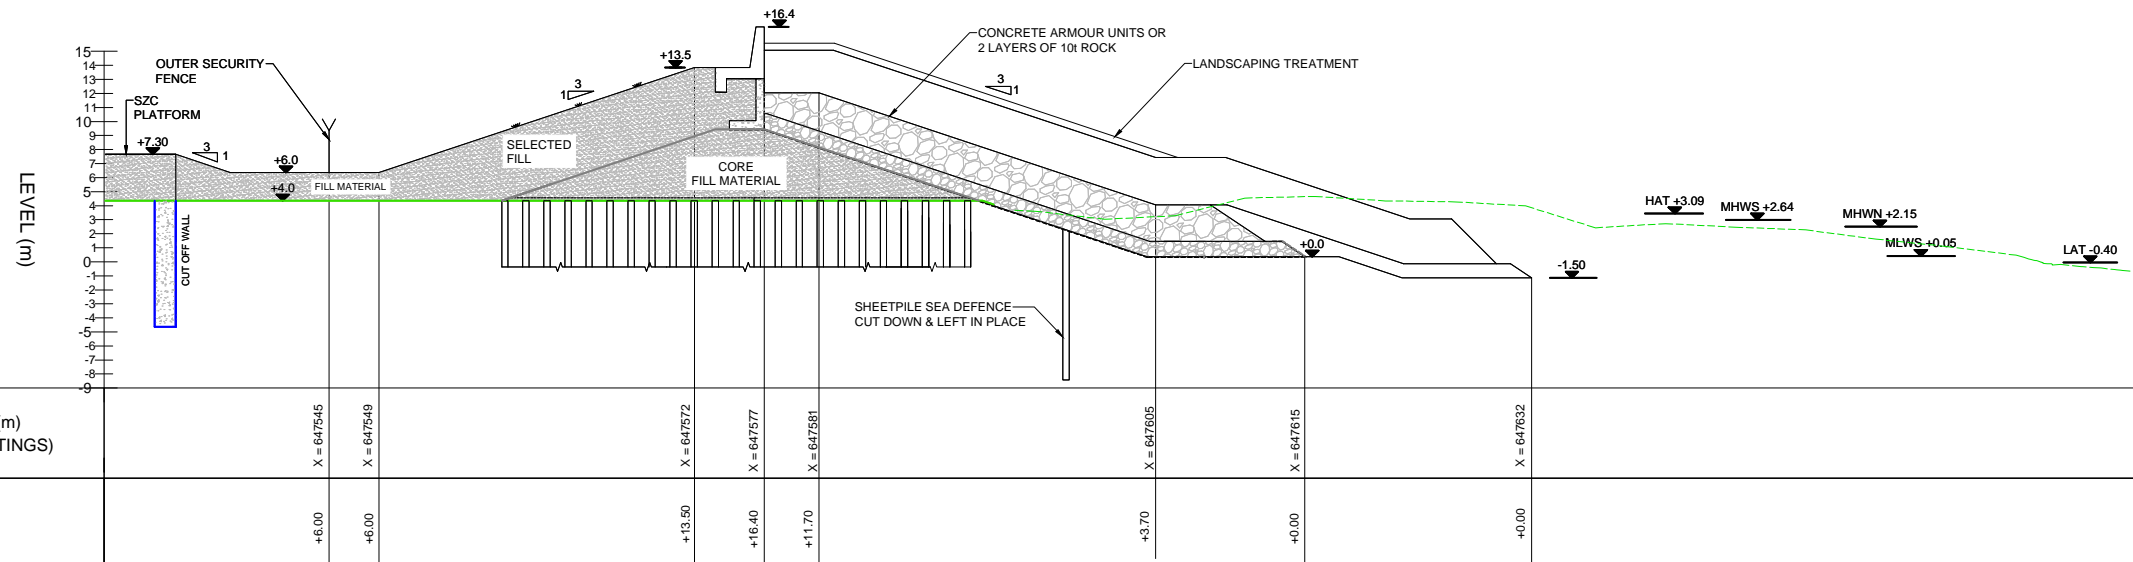 +16.4
CONCRETE ARMOUR UNITS OR
2 LAYERS OF 10t ROCK
LANDSCAPING TREATMENT
+13.5
OUTER SECURITY
FENCE
3
1
3
1
SZC
PLATFORM
+7.30
3
1
+6.0
+4.0
FILL MATERIAL
SELECTED
FILL
CORE
FILL MATERIAL
CUT OFF WALL
LEVEL (m)
15
14
13
12
11
10
9
8
7
6
5
4
3
2
1
0
-1
-2
-3
-4
-5
-6
-7
-8
-9
HAT +3.09
MHWS +2.64
MHWN +2.15
MLWS +0.05
LAT -0.40
+0.0
-1.50
SHEETPILE SEA DEFENCE
CUT DOWN & LEFT IN PLACE
(m)
TINGS)
X = 647545
X = 647549
X = 647572
X = 647577
X = 647581
X = 647605
X = 647615
X = 647632
+6.00
+6.00
+13.50
+16.40
+11.70
+3.70
+0.00
+0.00